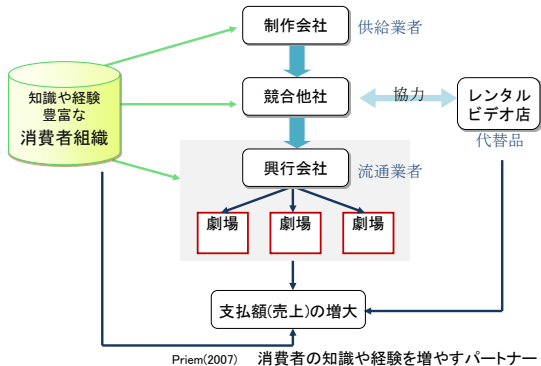 制作会社
供給業者
知識や経験
豊富な
消費者組織
競合他社
協力
レンタル
ビデオ店
代替品
興行会社
流通業者
劇場
劇場
劇場
支払額(売上)の増大
Priem(2007) 消費者の知識や経験を増やすパートナー